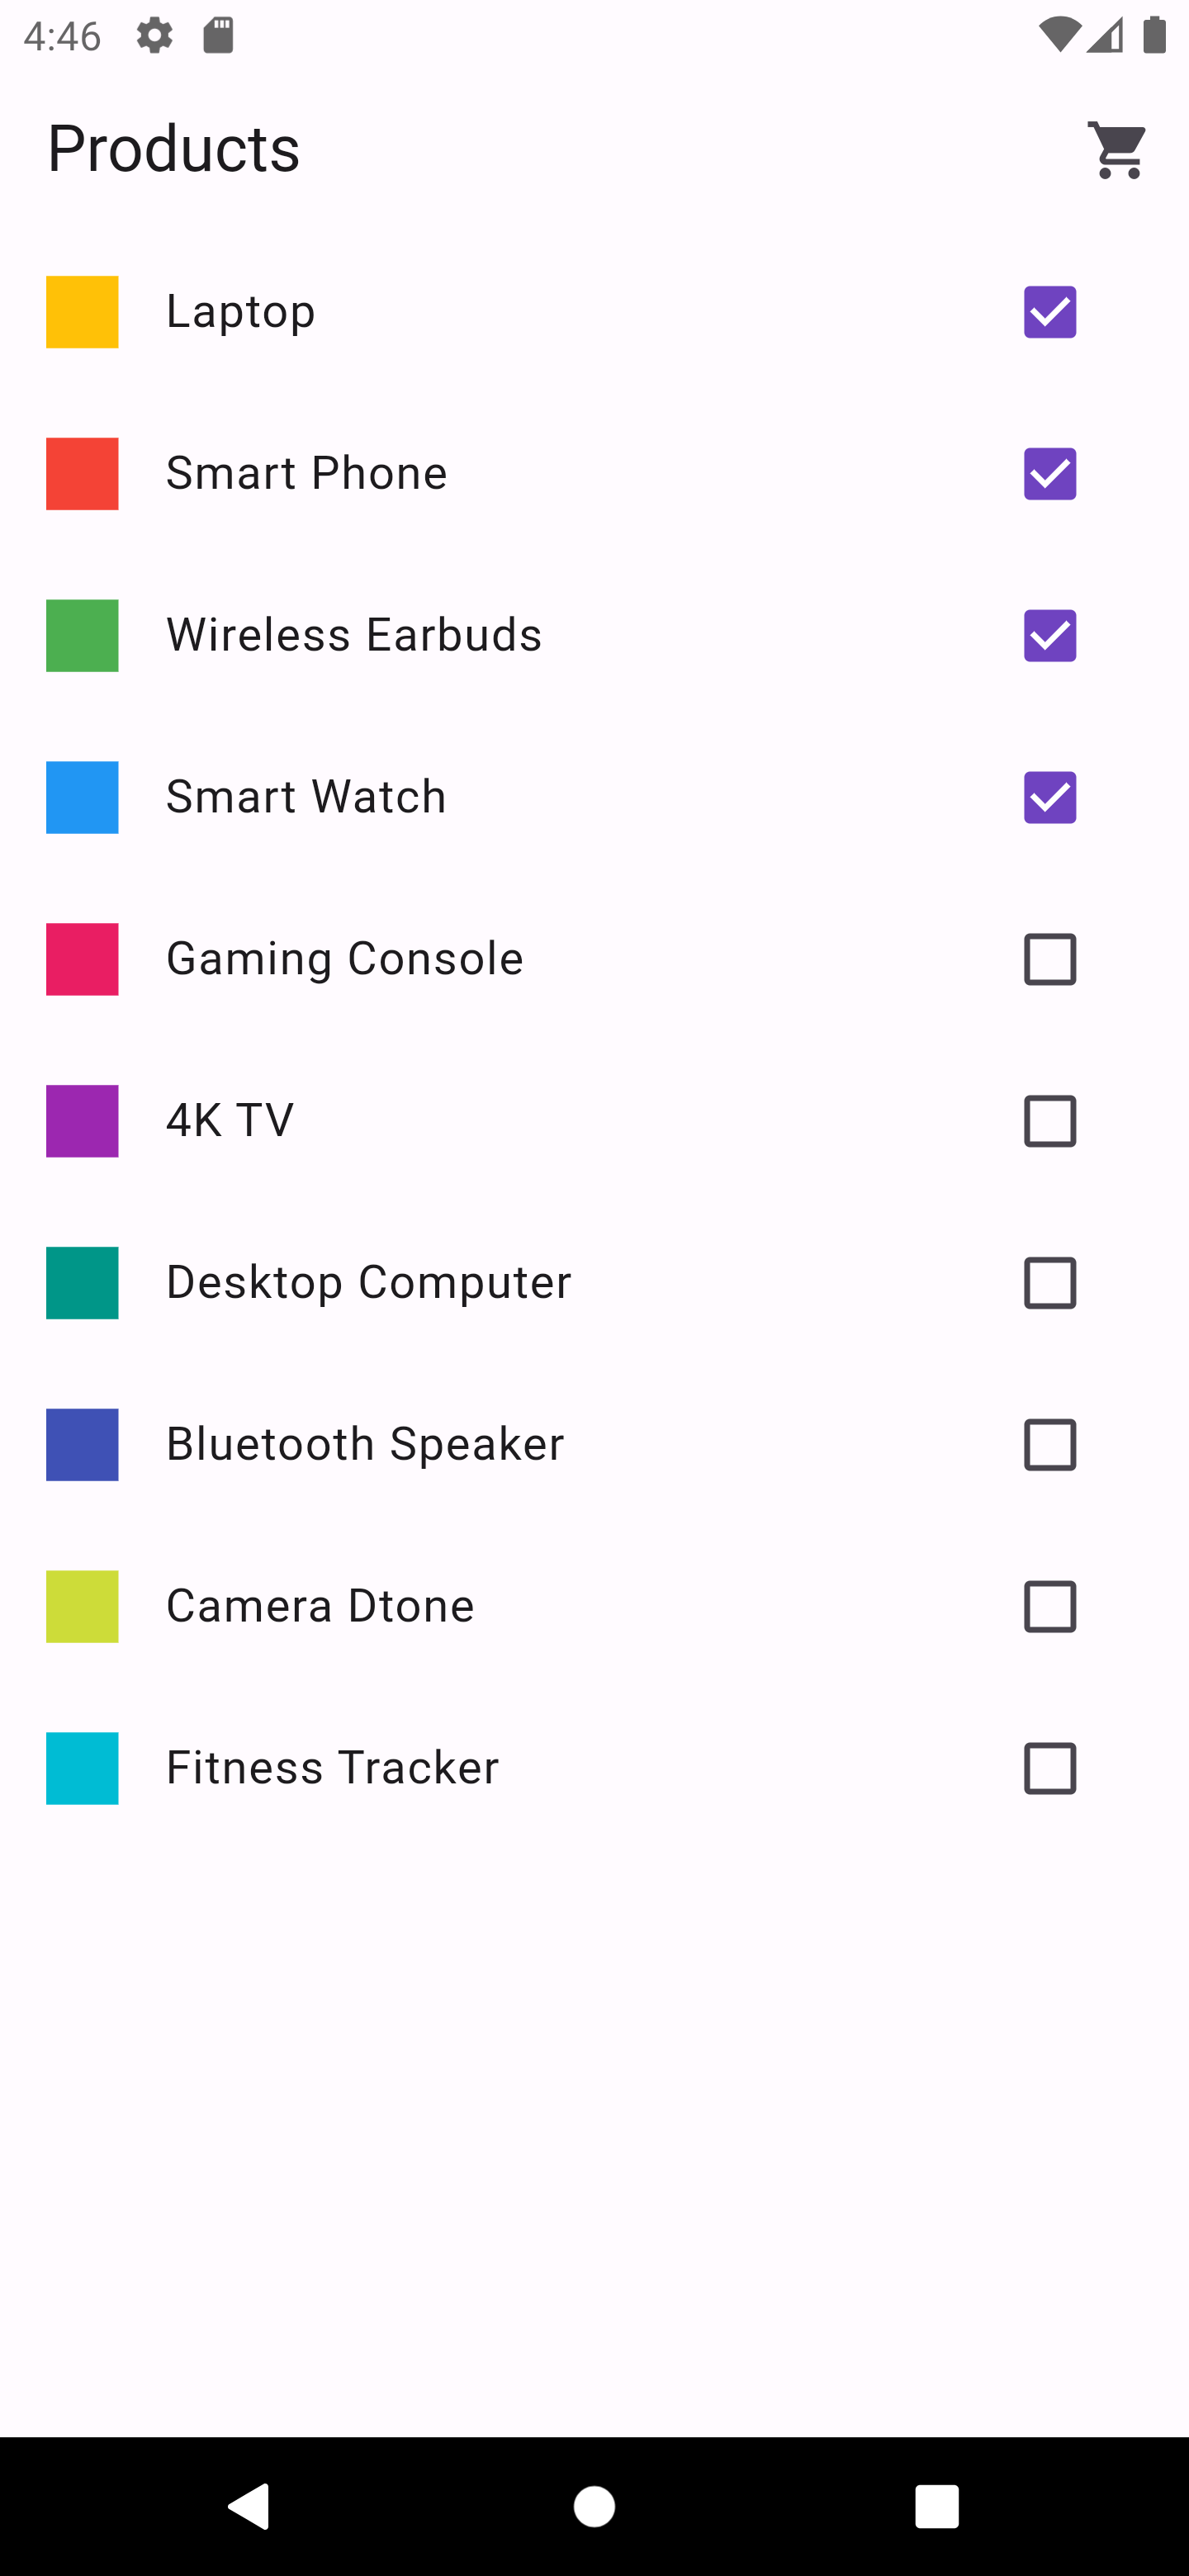 4:46
Products
Laptop
Smart Phone
Wireless Earbuds
Smart Watch
Gaming Console
4K TV
Desktop Computer
Bluetooth Speaker
Camera Dtone
Fitness Tracker